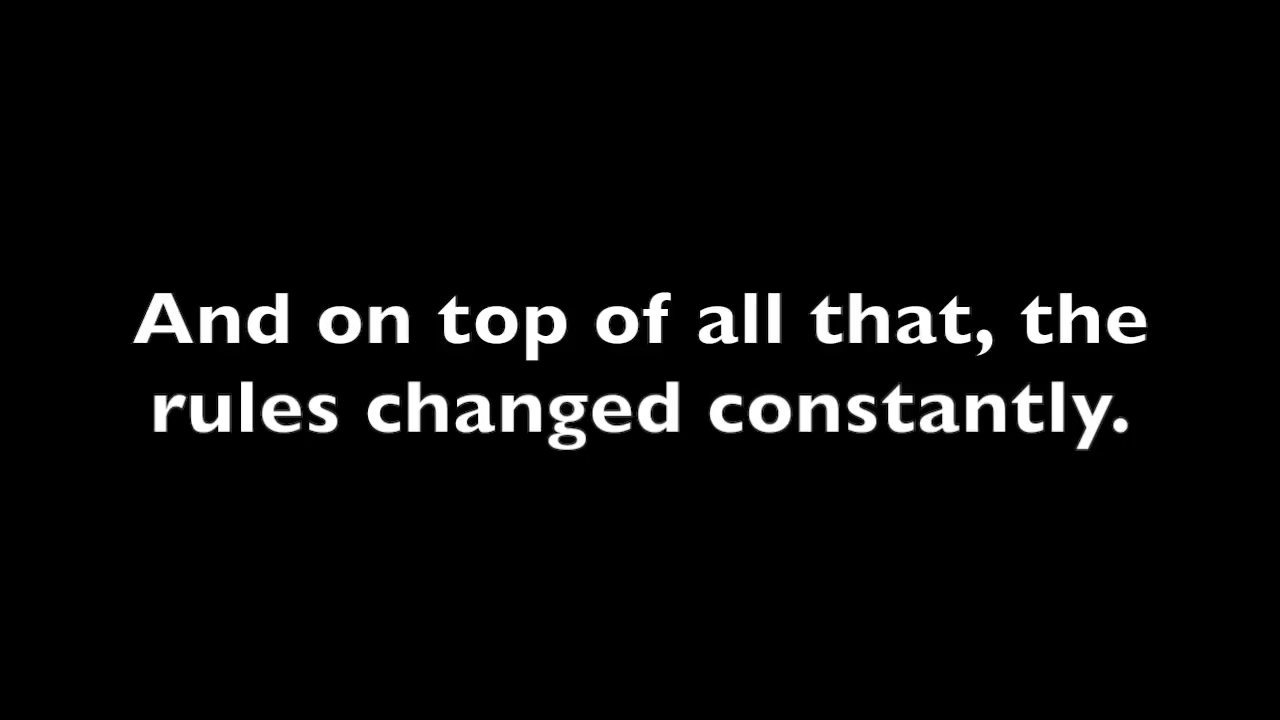 And on top of all that, the
rules changed constantly.